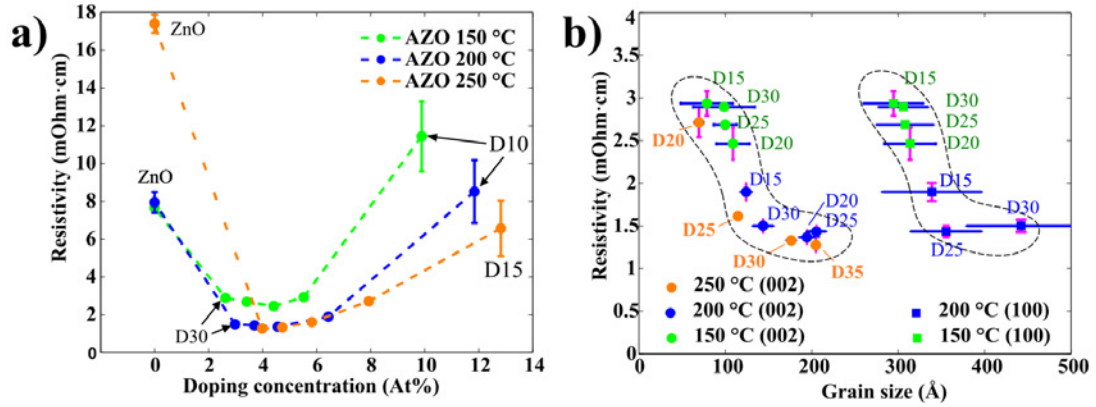 a)
18
16
14
12
10
8
6
4
2
0
Resistivity (mOhm·cm)
ZnO
ZnO
AZO 150 °C
AZO 200 °C
AZO 250 °C
D10
D15
D30
0 2 4 6 8 10 12 14
Doping concentration (At%)
b)
4
3.5
3
2.5
2
1.5
1
0.5
0
Resistivity (mOhm·cm)
D15
D30
D25
D20
D20
D15
D20
D25
D30
D25
D30
D35
D15
D30
D25
D20
D15
D30
D25
250 °C (002)
200 °C (002)
150 °C (002)
200 °C (100)
150 °C (100)
0 100 200 300 400 500
Grain size (Å)